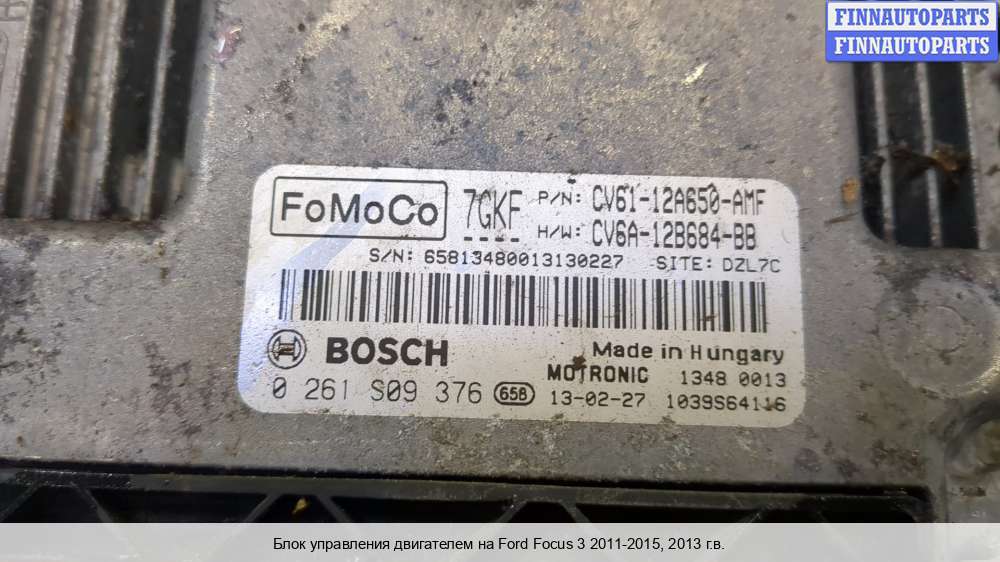 FINNAUTOPARTS
FINNAUTOPARTS
FoMoCo 7GKF P/N: CV61-12A650-AMF
H/W: CV6A-12B684-BB
S/N: 65813480013130227 SITE: DZL7C
BOSCH Made in Hungary
MOTRONIC 1348 0013
0 261 S09 376 658 13-02-27 1039S64116
Блок управления двигателем на Ford Focus 3 2011-2015, 2013 г.в.